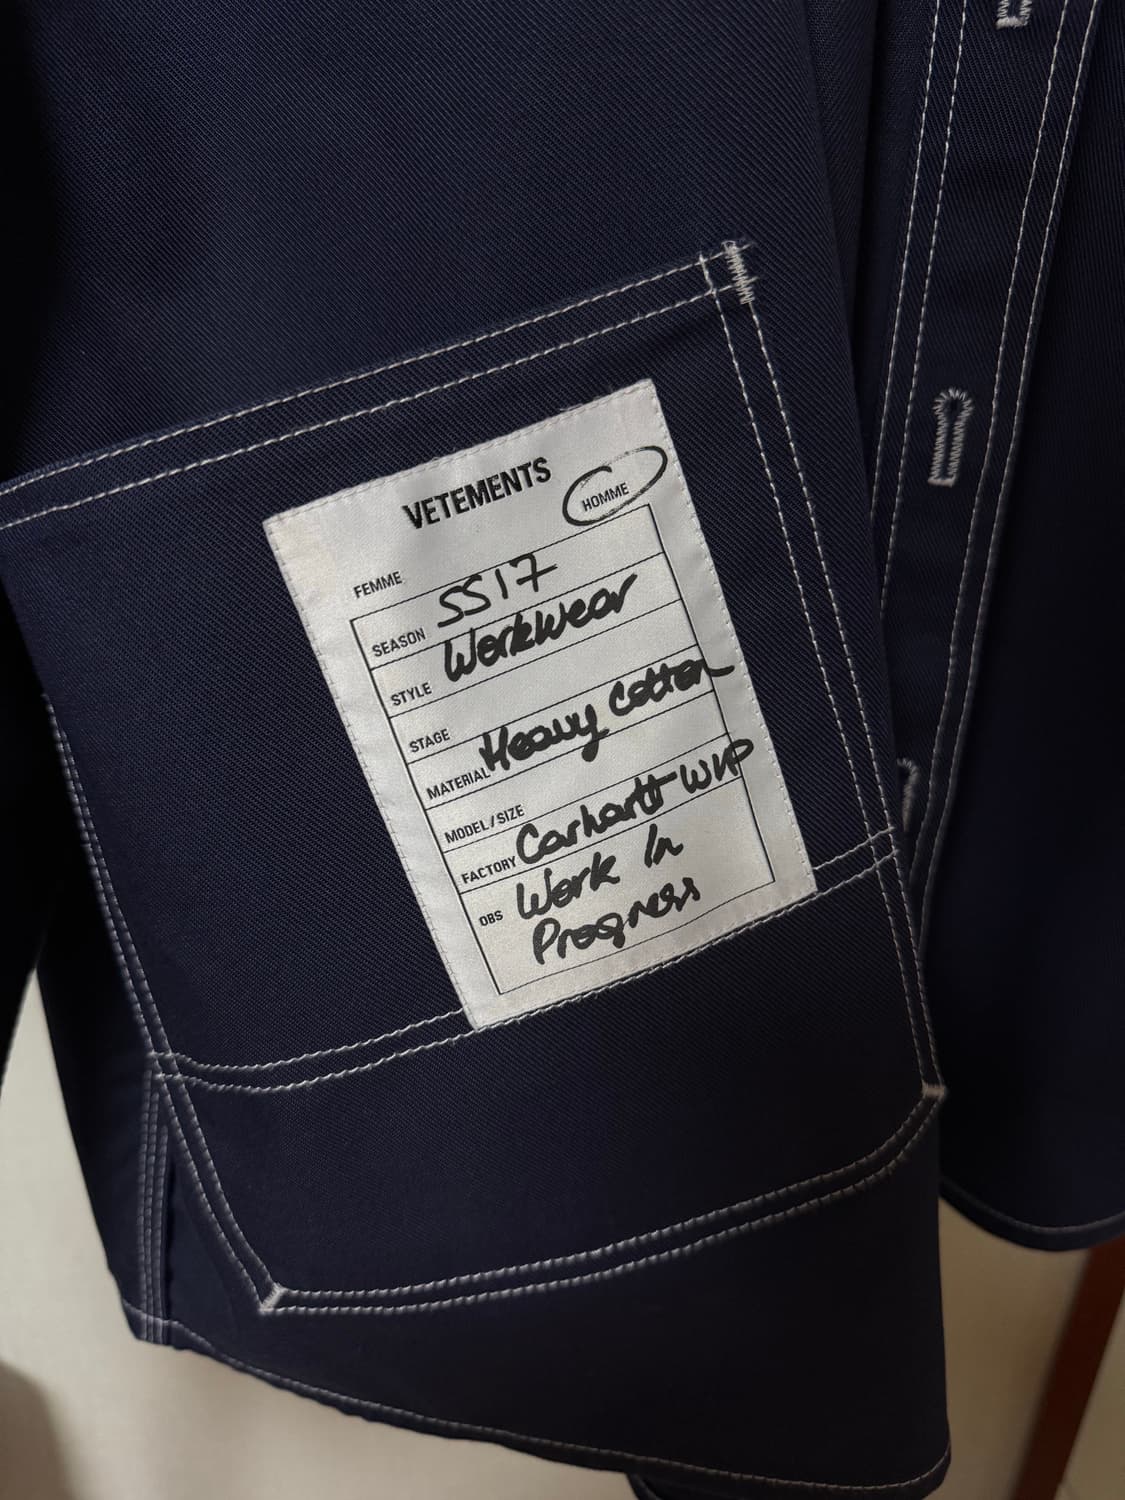 VETEMENTS
FEMME HOMME
SEASON SS17
STYLE Workwear
STAGE
MATERIAL Heavy Cotton
MODEL/SIZE
FACTORY Carhartt WIP
OBS Work In
Progress